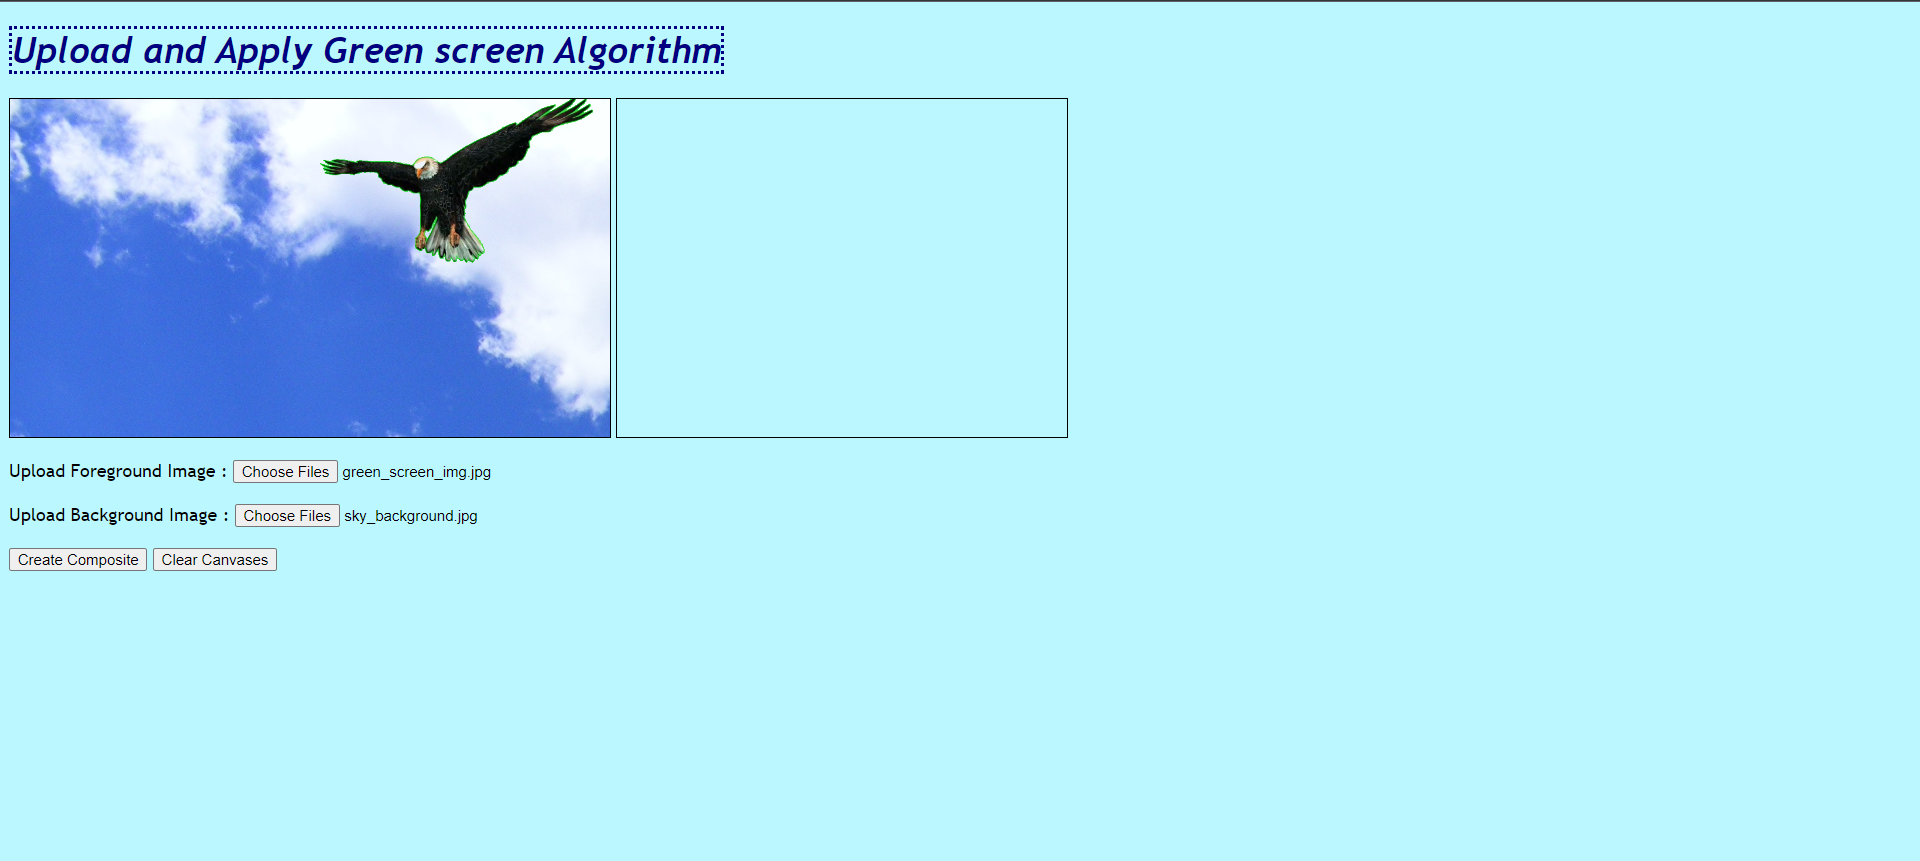 Upload and Apply Green screen Algorithm
Upload Foreground Image : Choose Files green_screen_img.jpg
Upload Background Image : Choose Files sky_background.jpg
Create Composite Clear Canvases